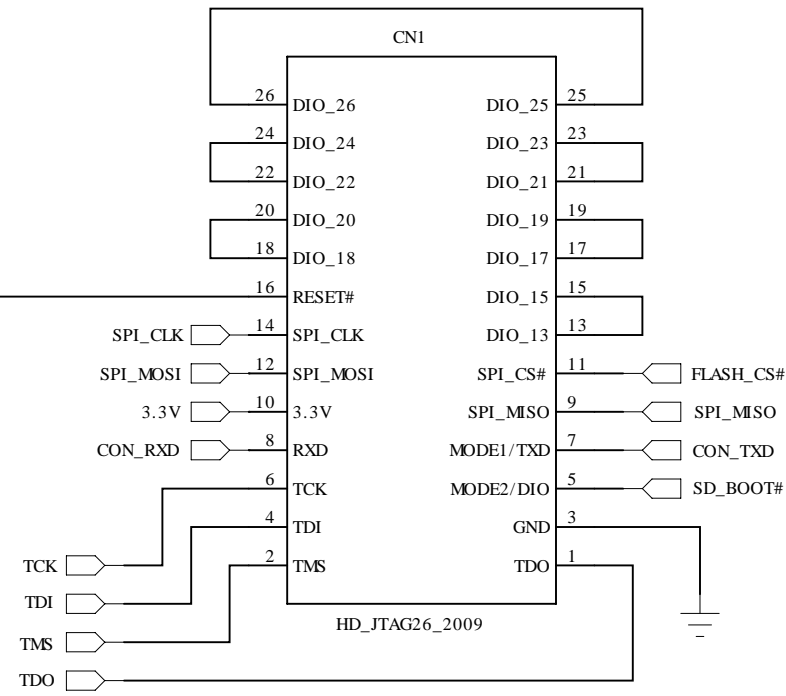 CN1
26 DIO_26 DIO_25 25
24 DIO_24 DIO_23 23
22 DIO_22 DIO_21 21
20 DIO_20 DIO_19 19
18 DIO_18 DIO_17 17
16 RESET# DIO_15 15
SPI_CLK 14 SPI_CLK DIO_13 13
SPI_MOSI 12 SPI_MOSI SPI_CS# 11 FLASH_CS#
3.3V 10 3.3V SPI_MISO 9 SPI_MISO
CON_RXD 8 RXD MODE1/TXD 7 CON_TXD
6 TCK MODE2/DIO 5 SD_BOOT#
4 TDI GND 3
TCK 2 TMS TDO 1
TDI
HD_JTAG26_2009
TMS
TDO